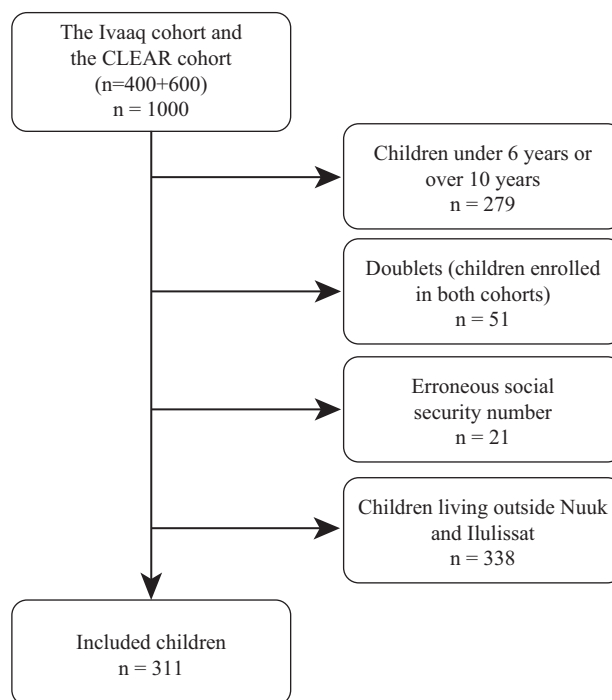 The Ivaaq cohort and
the CLEAR cohort
(n=400+600)
n = 1000
Children under 6 years or
over 10 years
n = 279
Doublets (children enrolled
in both cohorts)
n = 51
Erroneous social
security number
n = 21
Children living outside Nuuk
and Ilulissat
n = 338
Included children
n = 311